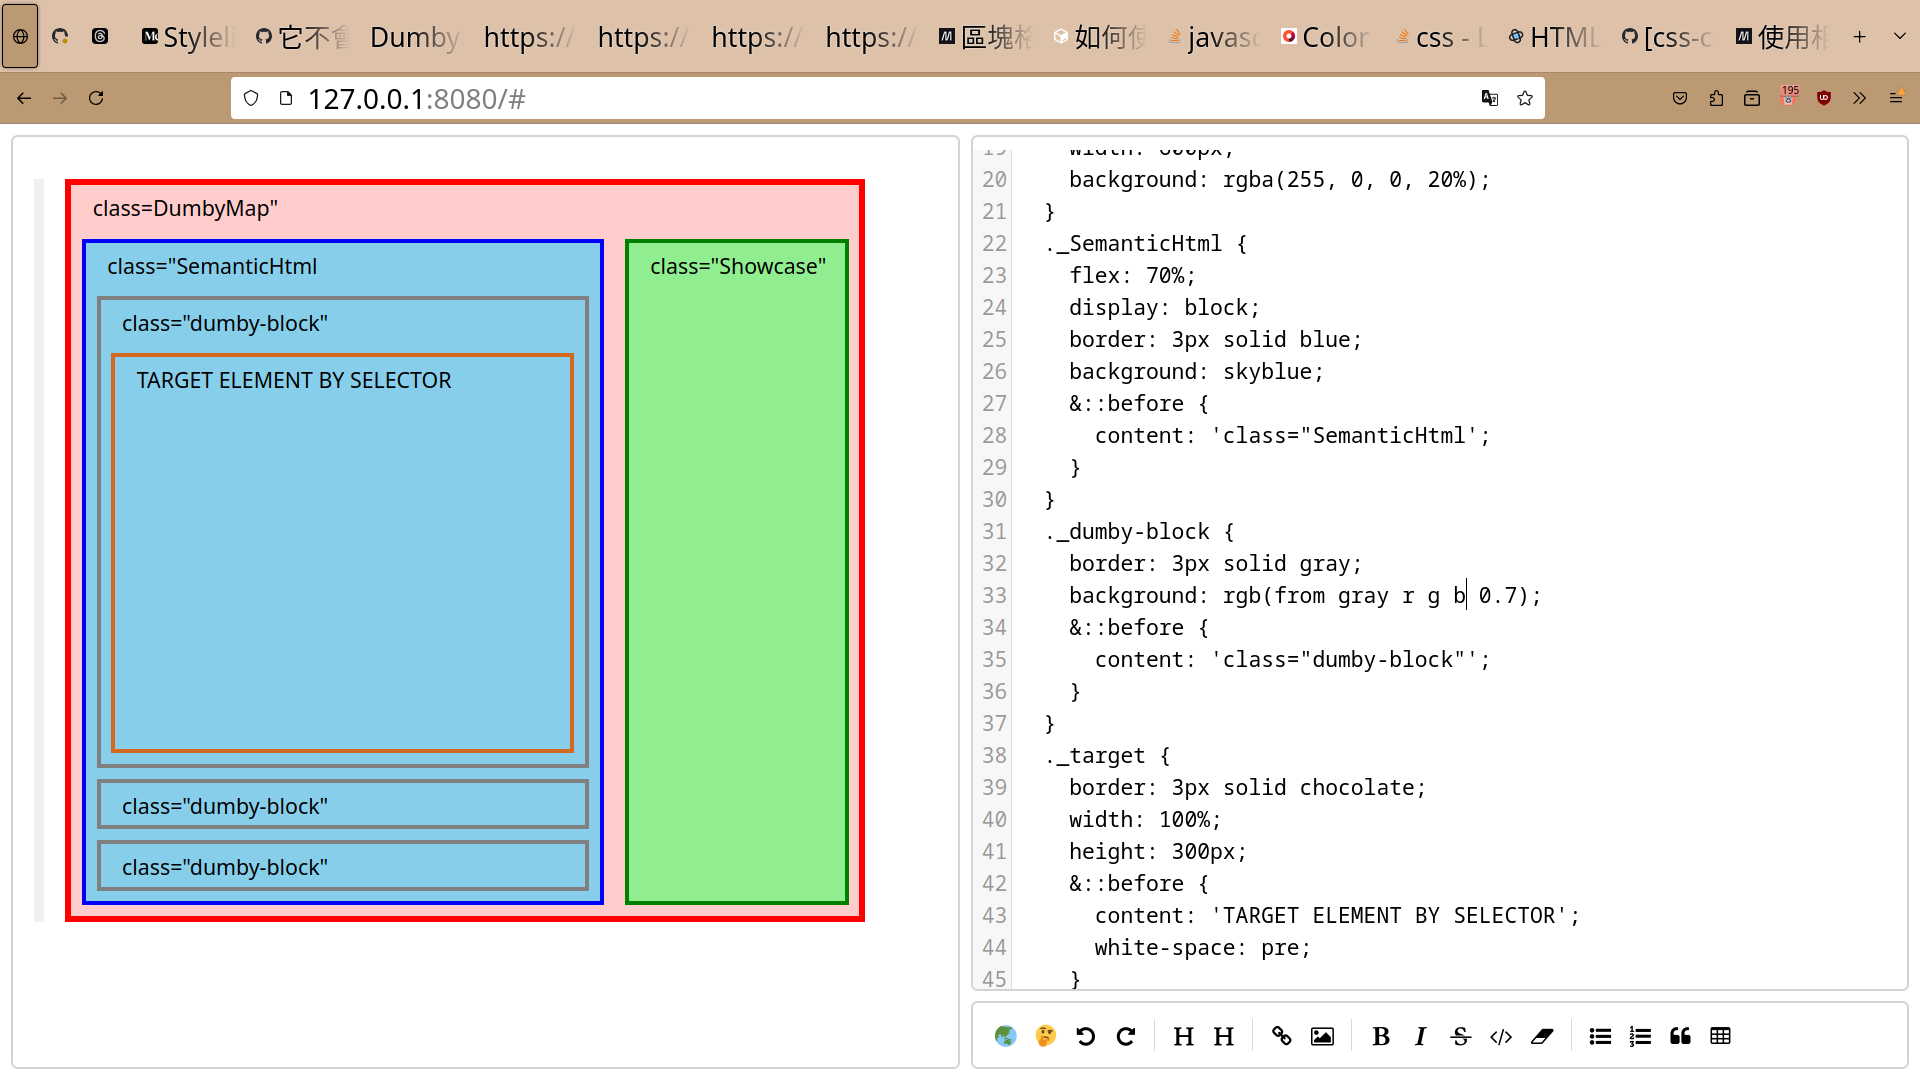 Styleli
它不會
Dumby
https://
https://
https://
https://
區塊格
如何使
javasc
Color
css - L
HTML
[css-c
使用相
127.0.0.1:8080/#
195
class=DumbyMap"
class="SemanticHtml
class="Showcase"
class="dumby-block"
TARGET ELEMENT BY SELECTOR
class="dumby-block"
class="dumby-block"
19 width: 800px;
20 background: rgba(255, 0, 0, 20%);
21 }
22 ._SemanticHtml {
23 flex: 70%;
24 display: block;
25 border: 3px solid blue;
26 background: skyblue;
27 &::before {
28 content: 'class="SemanticHtml';
29 }
30 }
31 ._dumby-block {
32 border: 3px solid gray;
33 background: rgb(from gray r g b 0.7);
34 &::before {
35 content: 'class="dumby-block"';
36 }
37 }
38 ._target {
39 border: 3px solid chocolate;
40 width: 100%;
41 height: 300px;
42 &::before {
43 content: 'TARGET ELEMENT BY SELECTOR';
44 white-space: pre;
45 }
H H B I S </>